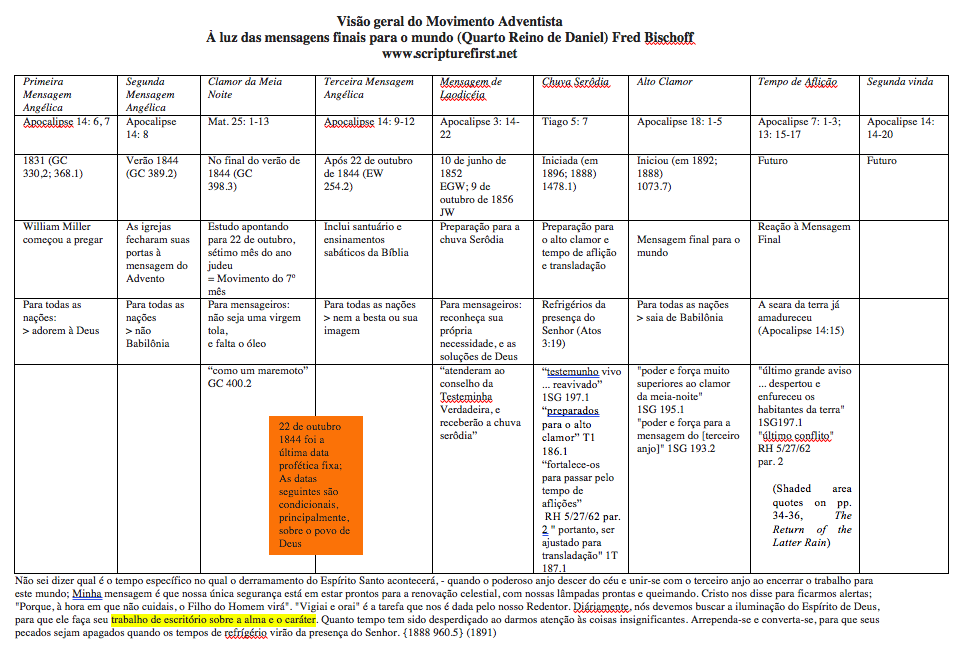 Visão geral do Movimento Adventista
À luz das mensagens finais para o mundo (Quarto Reino de Daniel) Fred Bischoff
www.scripturefirst.net
Primeira
Mensagem
Angélica
Segunda
Mensagem
Angélica
Clamor da Meia
Noite
Terceira Mensagem
Angélica
Mensagem de
Laodicéia
Chuva Serôdia
Alto Clamor
Tempo de Aflição
Segunda vinda
Apocalipse 14: 6, 7
Apocalipse
14: 8
Mat. 25: 1-13
Apocalipse 14: 9-12
Apocalipse 3: 14-
22
Tiago 5: 7
Apocalipse 18: 1-5
Apocalipse 7: 1-3;
13: 15-17
Apocalipse 14:
14-20
1831 (GC
330,2; 368.1)
Verão 1844
(GC 389.2)
No final do verão de
1844 (GC
398.3)
Após 22 de outubro
de 1844 (EW
254.2)
10 de junho de
1852
EGW; 9 de
outubro de 1856
JW
Iniciada (em
1896; 1888)
1478.1)
Iniciou (em 1892;
1888)
1073.7)
Futuro
Futuro
William Miller
começou a pregar
As igrejas
fecharam suas
portas à
mensagem do
Advento
Estudo apontando
para 22 de outubro,
sétimo mês do ano
judeu
= Movimento do 7º
mês
Inclui santuário e
ensinamentos
sabáticos da Bíblia
Preparação para a
chuva Serôdia
Preparação para
o alto clamor e
tempo de aflição
e transladação
Mensagem final para o
mundo
Reação à Mensagem
Final
Para todas as
nações:
> adorem à Deus
Para todas as
nações
> não
Babilônia
Para mensageiros:
não seja uma virgem
tola,
e falta o óleo
Para todas as nações
> nem a besta ou sua
imagem
Para mensageiros:
reconheça sua
própria
necessidade, e as
soluções de Deus
Refrigérios da
presença do
Senhor (Atos
3:19)
Para todas as nações
> saia de Babilônia
A seara da terra já
amadureceu
(Apocalipse 14:15)
“como um maremoto”
GC 400.2
22 de outubro
1844 foi a
última data
profética fixa;
As datas
seguintes são
condicionais,
principalmente,
sobre o povo de
Deus
“atenderam ao
conselho da
Testeminha
Verdadeira, e
receberão a chuva
serôdia”
“testemunho vivo
... reavivado”
1SG 197.1
“preparados
para o alto
clamor” T1
186.1
“fortalece-os
para passar pelo
tempo de
aflições”
RH 5/27/62 par.
2 " portanto, ser
ajustado para
transladação" 1T
187.1
"poder e força muito
superiores ao clamor
da meia-noite"
1SG 195.1
"poder e força para a
mensagem do [terceiro
anjo]" 1SG 193.2
"último grande aviso
... despertou e
enfureceu os
habitantes da terra"
1SG197.1
"último conflito"
RH 5/27/62
par. 2
(Shaded area
quotes on pp.
34-36, The
Return of the
Latter Rain)
Não sei dizer qual é o tempo específico no qual o derramamento do Espírito Santo acontecerá, - quando o poderoso anjo descer do céu e unir-se com o terceiro anjo ao encerrar o trabalho para
este mundo; Minha mensagem é que nossa única segurança está em estar prontos para a renovação celestial, com nossas lâmpadas prontas e queimando. Cristo nos disse para ficarmos alertas;
"Porque, à hora em que não cuidais, o Filho do Homem virá". "Vigiai e orai" é a tarefa que nos é dada pelo nosso Redentor. Diáriamente, nós devemos buscar a iluminação do Espírito de Deus,
para que ele faça seu trabalho de escritório sobre a alma e o caráter. Quanto tempo tem sido desperdiçado ao darmos atenção às coisas insignificantes. Arrependa-se e converta-se, para que seus
pecados sejam apagados quando os tempos de refrígério virão da presença do Senhor. {1888 960.5} (1891)